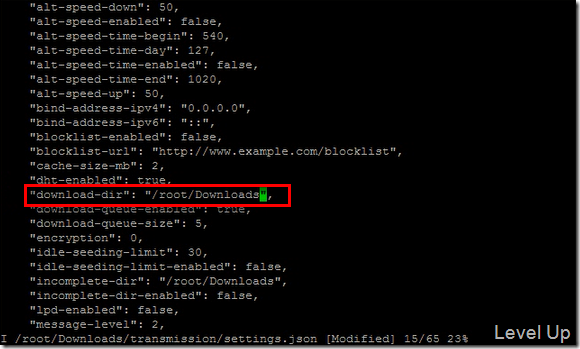 "alt-speed-down": 50,
"alt-speed-enabled": false,
"alt-speed-time-begin": 540,
"alt-speed-time-day": 127,
"alt-speed-time-enabled": false,
"alt-speed-time-end": 1020,
"alt-speed-up": 50,
"bind-address-ipv4": "0.0.0.0",
"bind-address-ipv6": "::",
"blocklist-enabled": false,
"blocklist-url": "http://www.example.com/blocklist",
"cache-size-mb": 2,
"dht-enabled": true,
"download-dir": "/root/Downloads",
"download-queue-enabled": true,
"download-queue-size": 5,
"encryption": 0,
"idle-seeding-limit": 30,
"idle-seeding-limit-enabled": false,
"incomplete-dir": "/root/Downloads",
"incomplete-dir-enabled": false,
"lpd-enabled": false,
"message-level": 2,
I /root/Downloads/transmission/settings.json [Modified] 15/65 23%
Level Up